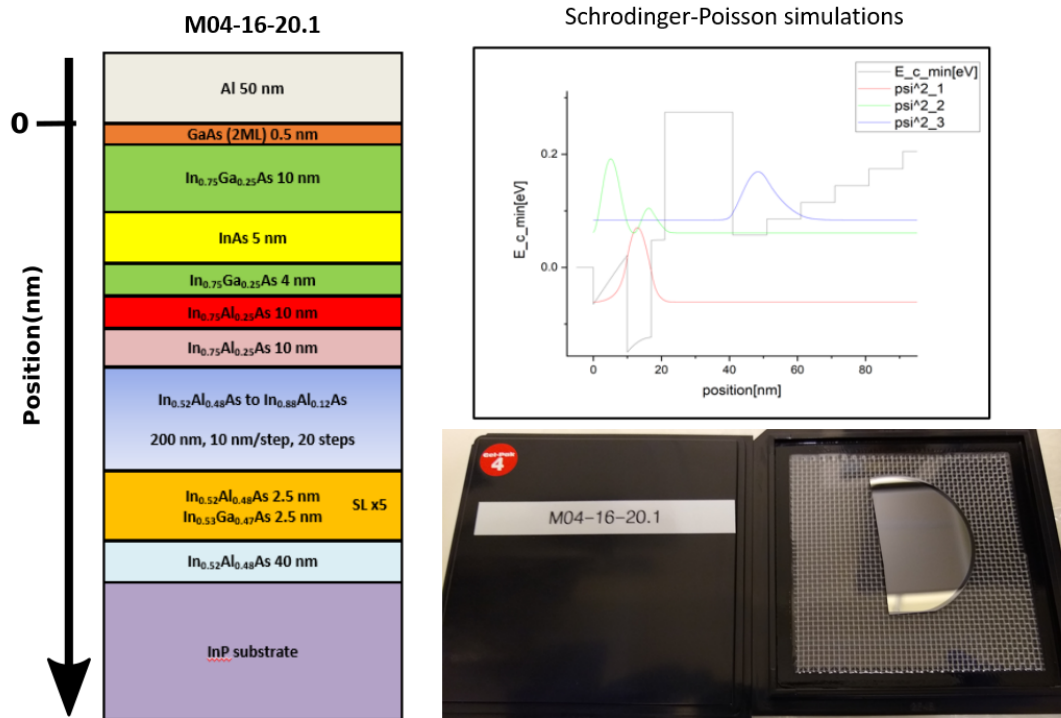 M04-16-20.1
Al 50 nm
0
GaAs (2ML) 0.5 nm
In0.75Ga0.25As 10 nm
InAs 5 nm
In0.75Ga0.25As 4 nm
In0.75Al0.25As 10 nm
In0.75Al0.25As 10 nm
In0.52Al0.48As to In0.88Al0.12As
200 nm, 10 nm/step, 20 steps
In0.52Al0.48As 2.5 nm
In0.53Ga0.47As 2.5 nm
SL x5
In0.52Al0.48As 40 nm
InP substrate
Position(nm)
Schrodinger-Poisson simulations
E_c_min[eV]
psi^2_1
psi^2_2
psi^2_3
0.2
0.0
E_c_min[eV]
0 20 40 60 80
position[nm]
Gel-Pak
4
M04-16-20.1